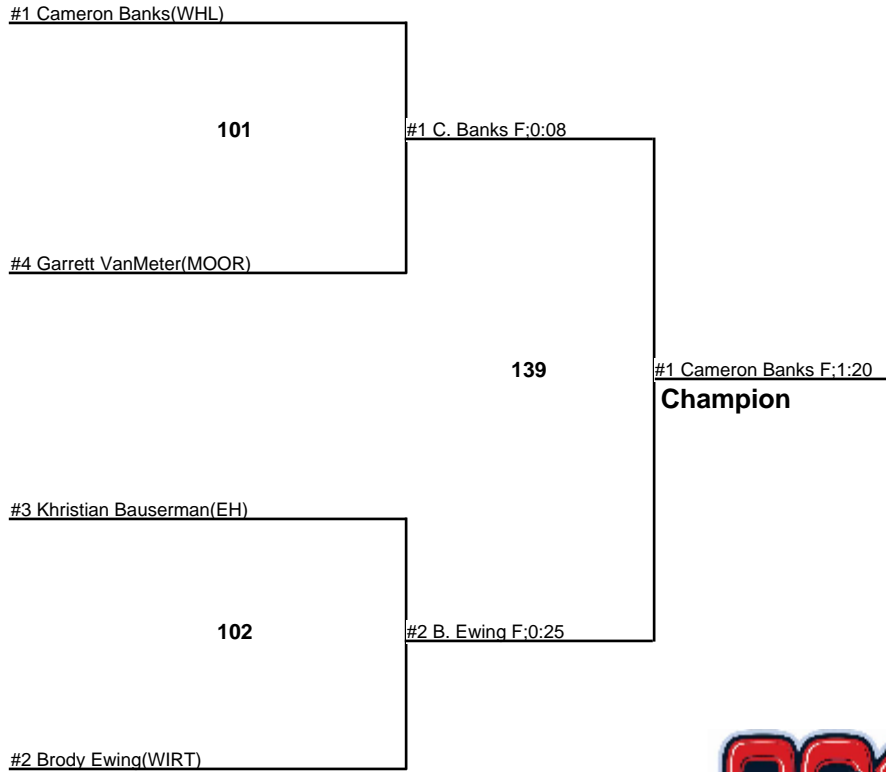 #1 Cameron Banks(WHL)
101
#1 C. Banks F;0:08
#4 Garrett VanMeter(MOOR)
139
#1 Cameron Banks F;1:20
Champion
#3 Khristian Bauserman(EH)
102
#2 B. Ewing F;0:25
#2 Brody Ewing(WIRT)